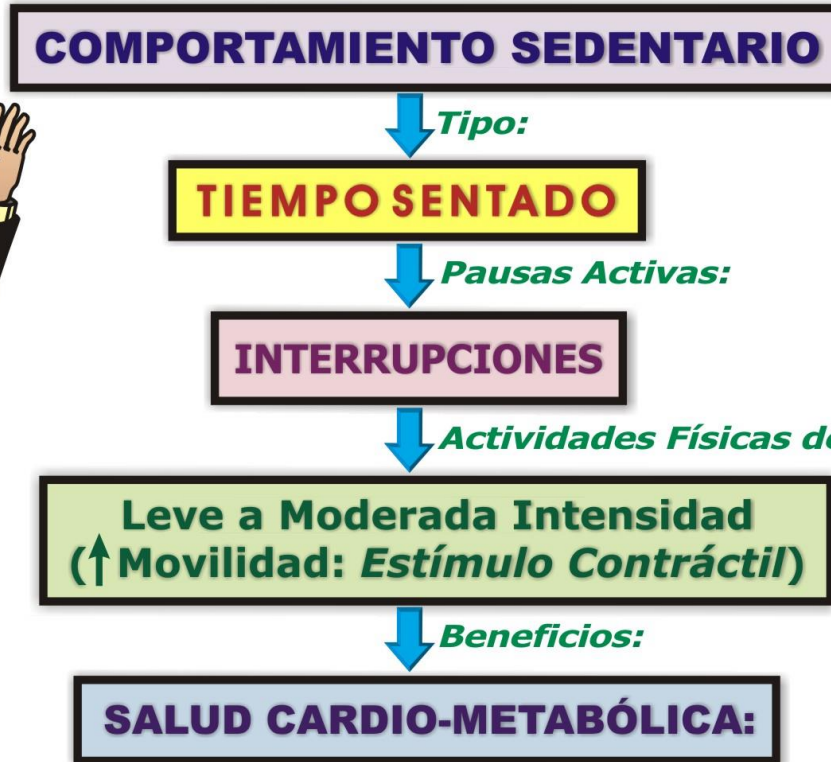 COMPORTAMIENTO SEDENTARIO
Tipo:
TIEMPO SENTADO
Pausas Activas:
INTERRUPCIONES
Actividades Físicas de
Leve a Moderada Intensidad
(↑Movilidad: Estímulo Contráctil)
Beneficios:
SALUD CARDIO-METABÓLICA: